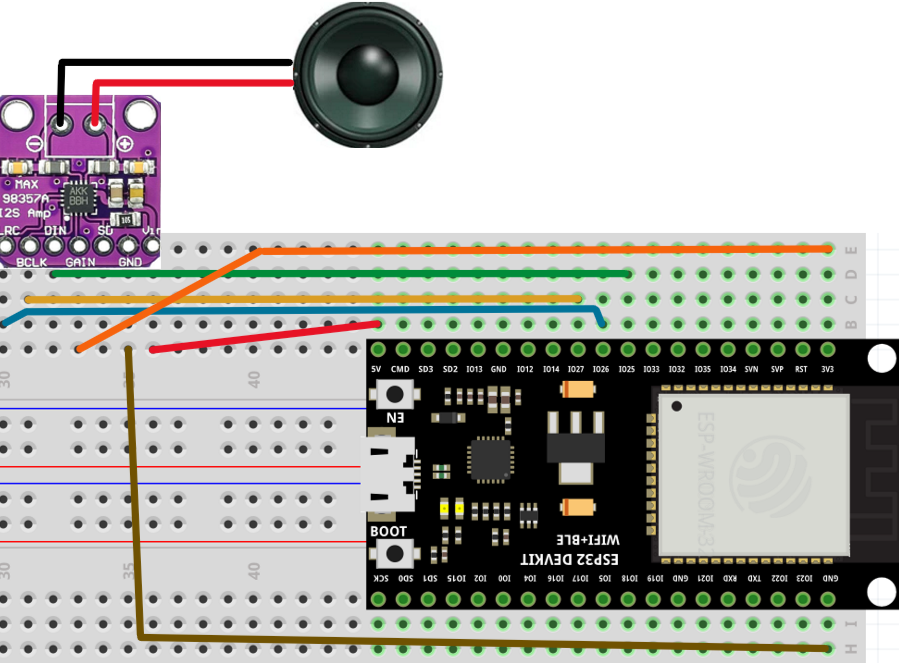 MAX
98357A
I2S Amp
LRC DIN SD Vin
BCLK GAIN GND
AKK
BBH
105
E
D
C
B
30
35
40
5V CMD SD3 SD2 IO13 GND IO12 IO14 IO27 IO26 IO25 IO33 IO32 IO35 IO34 SVN SVP RST 3V3
EN
ESP-WROOM32
BOOT
WIFI+BLE
ESP32 DEVKIT
SCK SD0 SD1 IO15 IO2 IO0 IO4 IO16 IO17 IO5 IO18 IO19 GND IO21 RXD TXD IO22 IO23 GND
30
35
40
I
H